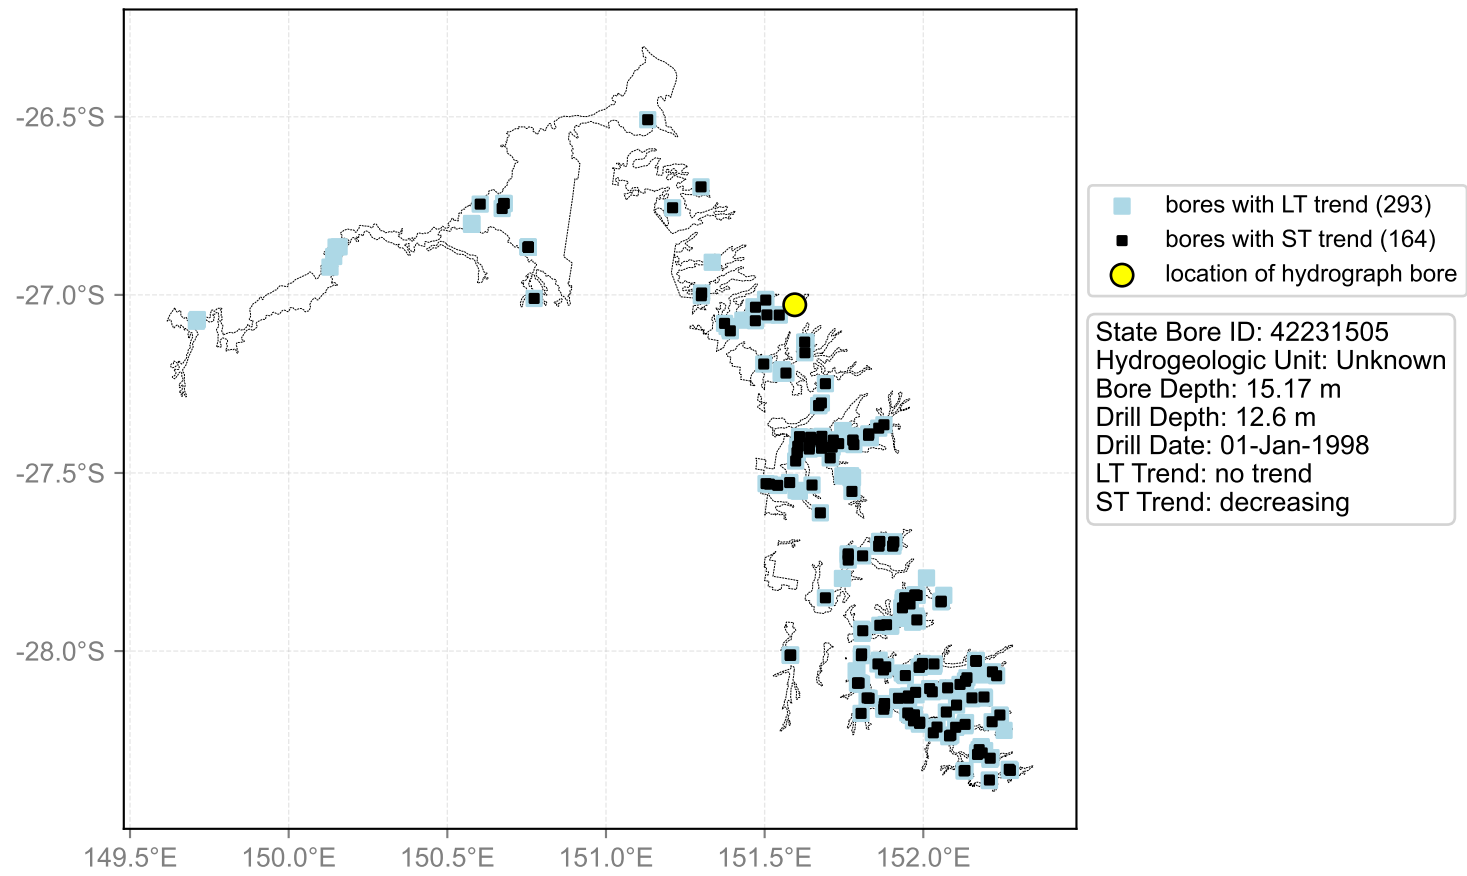 -26.5°S
-27.0°S
-27.5°S
-28.0°S
149.5°E 150.0°E 150.5°E 151.0°E 151.5°E 152.0°E
bores with LT trend (293)
bores with ST trend (164)
location of hydrograph bore
State Bore ID: 42231505
Hydrogeologic Unit: Unknown
Bore Depth: 15.17 m
Drill Depth: 12.6 m
Drill Date: 01-Jan-1998
LT Trend: no trend
ST Trend: decreasing